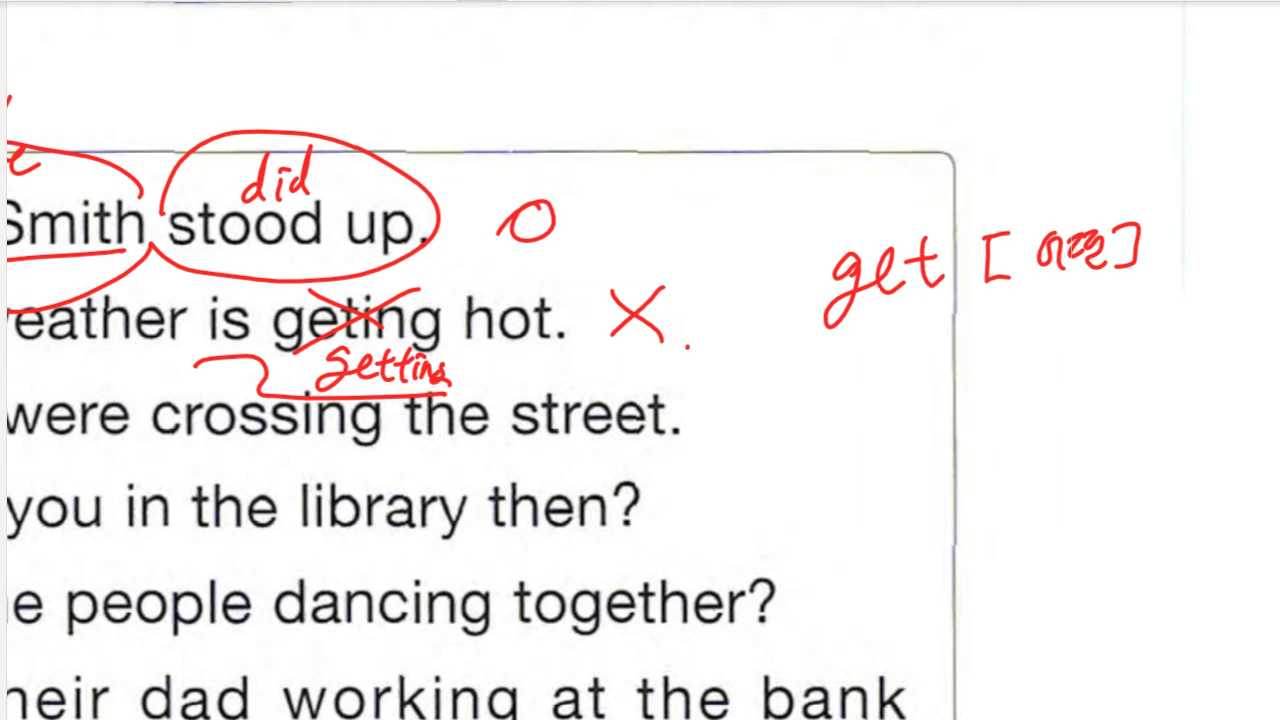 did
Smith stood up. O
get [
eather is geting hot. X.
getting
were crossing the street.
you in the library then?
e people dancing together?
heir dad working at the bank